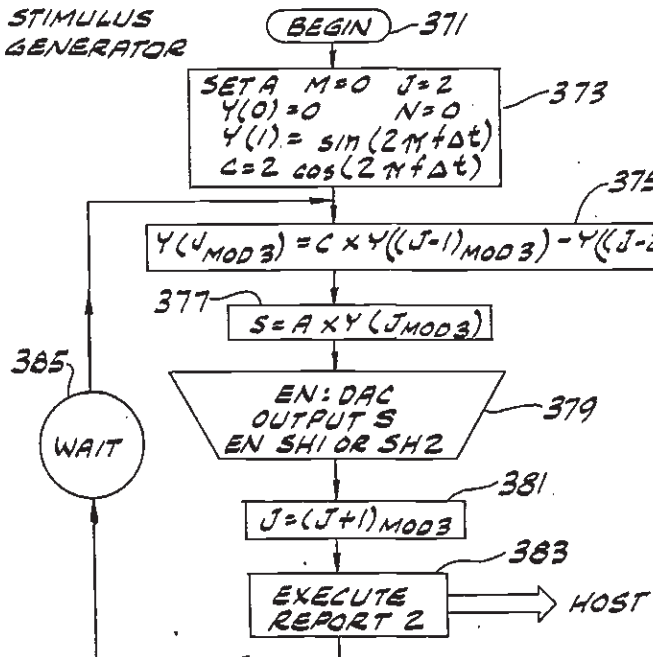 STIMULUS
GENERATOR
BEGIN
371
SET A M=0 J=2
Y(0)=0 N=0
Y(1)= sin(2πfΔt)
C=2 cos(2πfΔt)
373
375
Y(J MOD 3) = C x Y((J-1) MOD 3) - Y((J-2
377
S=A x Y(J MOD 3)
385
WAIT
EN: DAC
OUTPUT S
EN SH1 OR SH2
379
381
J=(J+1) MOD 3
383
EXECUTE
REPORT 2
HOST